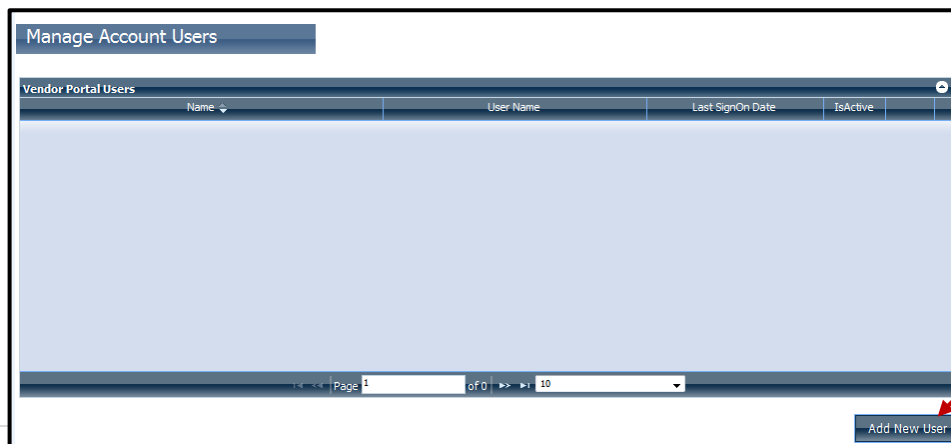 Manage Account Users
Vendor Portal Users
Name User Name Last SignOn Date IsActive
Page 1 of 0 10
Add New User